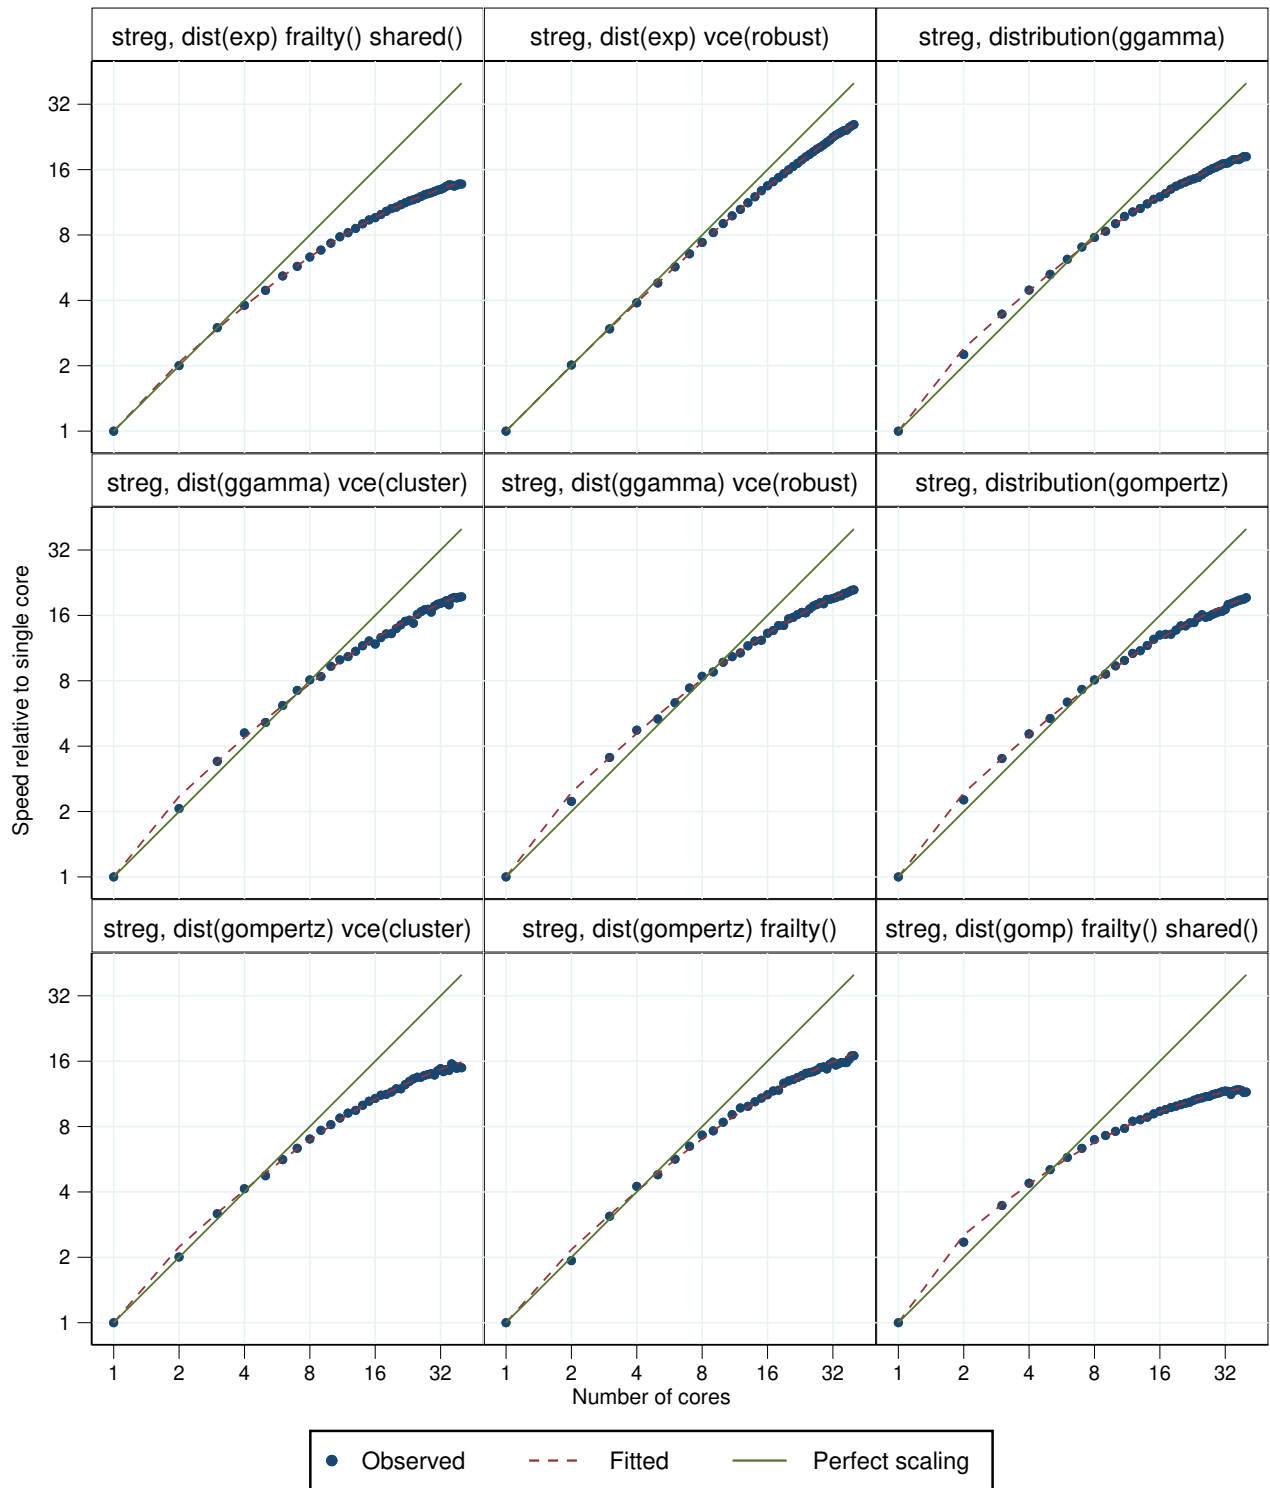 streg, dist(exp) frailty() shared()
streg, dist(exp) vce(robust)
streg, distribution(ggamma)
32
16
8
4
2
1
streg, dist(ggamma) vce(cluster)
streg, dist(ggamma) vce(robust)
streg, distribution(gompertz)
32
16
8
4
2
1
Speed relative to single core
streg, dist(gompertz) vce(cluster)
streg, dist(gompertz) frailty()
streg, dist(gomp) frailty() shared()
32
16
8
4
2
1
1 2 4 8 16 32 1 2 4 8 16 32 1 2 4 8 16 32
Number of cores
Observed Fitted Perfect scaling